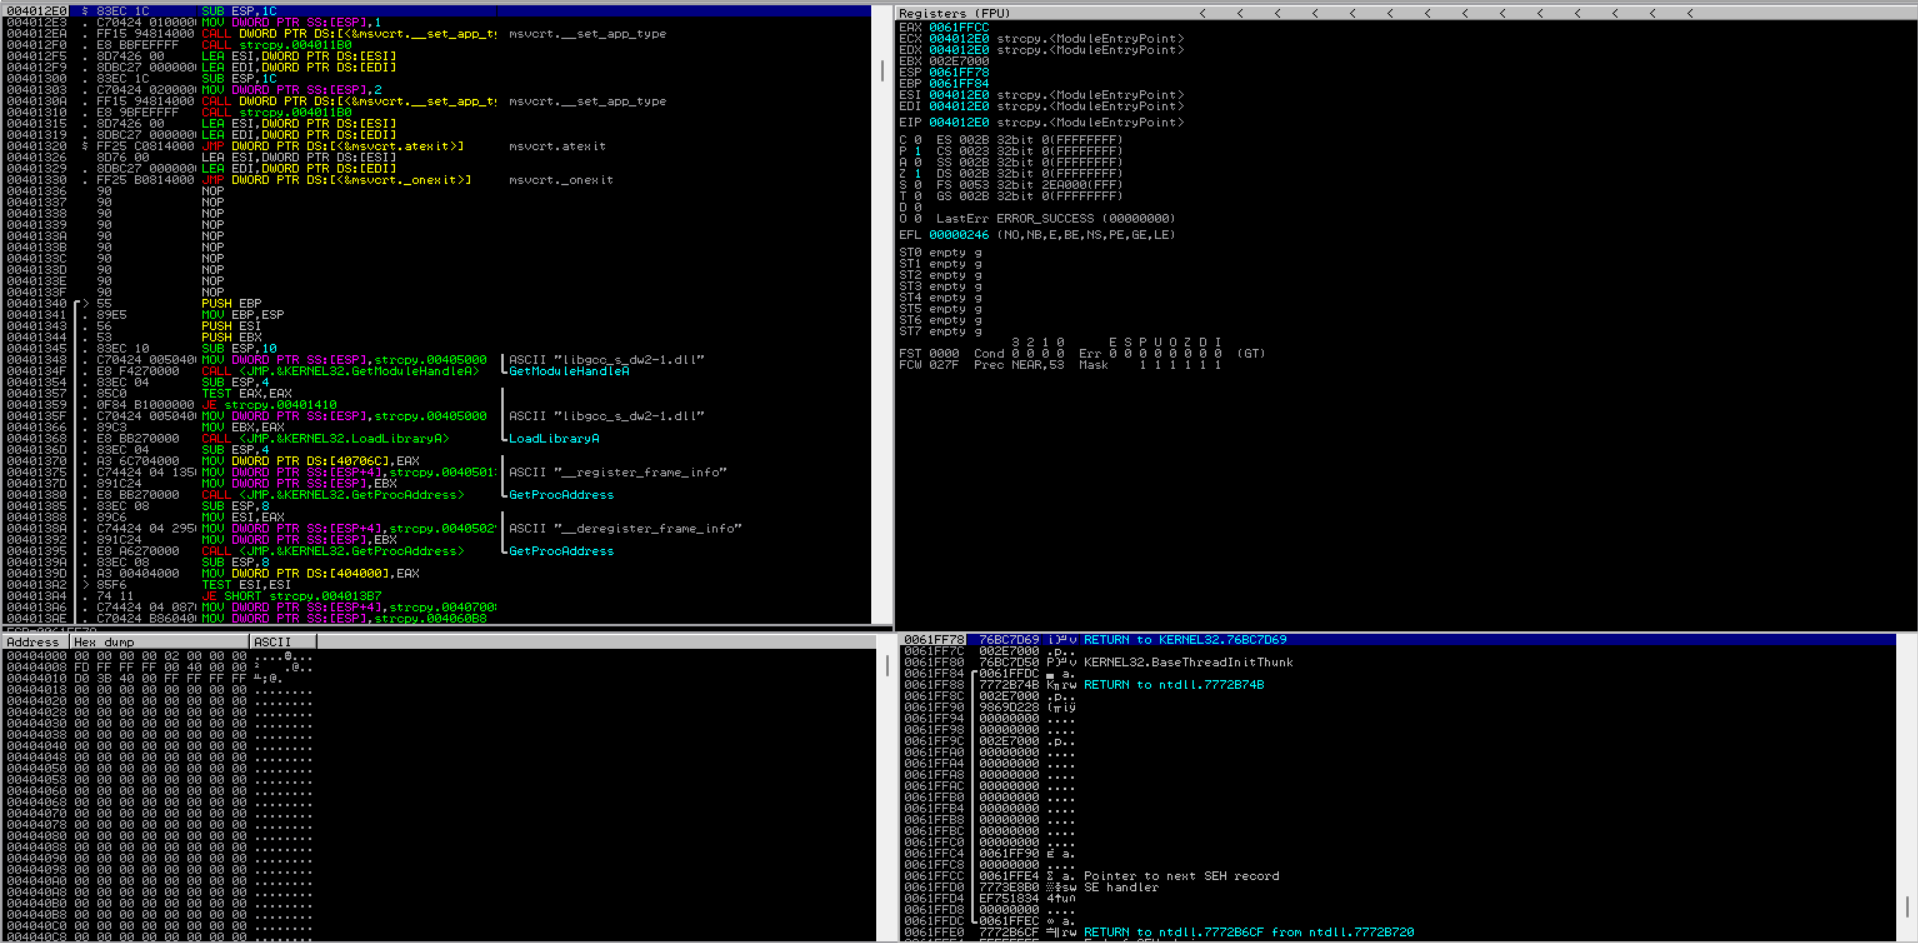 004012E0 $ 83EC 1C SUB ESP,1C
004012E3 . C70424 010000 MOV DWORD PTR SS:[ESP],1
004012EA . FF15 94814000 CALL DWORD PTR DS:[<&msvcrt.__set_app_t msvcrt.__set_app_type
004012F0 . E8 BBFEFFFF CALL strcpy.004011B0
004012F5 . 8D7426 00 LEA ESI,DWORD PTR DS:[ESI]
004012F9 . 8DBC27 000000 LEA EDI,DWORD PTR DS:[EDI]
00401300 . 83EC 1C SUB ESP,1C
00401303 . C70424 020000 MOV DWORD PTR SS:[ESP],2
0040130A . FF15 94814000 CALL DWORD PTR DS:[<&msvcrt.__set_app_t msvcrt.__set_app_type
00401310 . E8 9BFEFFFF CALL strcpy.004011B0
00401315 . 8D7426 00 LEA ESI,DWORD PTR DS:[ESI]
00401319 . 8DBC27 000000 LEA EDI,DWORD PTR DS:[EDI]
00401320 $ FF25 C0814000 JMP DWORD PTR DS:[<&msvcrt.atexit>] msvcrt.atexit
00401326 8D76 00 LEA ESI,DWORD PTR DS:[ESI]
00401329 . 8DBC27 000000 LEA EDI,DWORD PTR DS:[EDI]
00401330 . FF25 B0814000 JMP DWORD PTR DS:[<&msvcrt._onexit>] msvcrt._onexit
00401336 90 NOP
00401337 90 NOP
00401338 90 NOP
00401339 90 NOP
0040133A 90 NOP
0040133B 90 NOP
0040133C 90 NOP
0040133D 90 NOP
0040133E 90 NOP
0040133F 90 NOP
00401340 > 55 PUSH EBP
00401341 . 89E5 MOV EBP,ESP
00401343 . 56 PUSH ESI
00401344 . 53 PUSH EBX
00401345 . 83EC 10 SUB ESP,10
00401348 . C70424 005040 MOV DWORD PTR SS:[ESP],strcpy.00405000 ASCII "libgcc_s_dw2-1.dll"
0040134F . E8 F4270000 CALL <JMP.&KERNEL32.GetModuleHandleA> GetModuleHandleA
00401354 . 83EC 04 SUB ESP,4
00401357 . 85C0 TEST EAX,EAX
00401359 . 0F84 B1000000 JE strcpy.00401410
0040135F . C70424 005040 MOV DWORD PTR SS:[ESP],strcpy.00405000 ASCII "libgcc_s_dw2-1.dll"
00401366 . 89C3 MOV EBX,EAX
00401368 . E8 BB270000 CALL <JMP.&KERNEL32.LoadLibraryA> LoadLibraryA
0040136D . 83EC 04 SUB ESP,4
00401370 . A3 6C704000 MOV DWORD PTR DS:[40706C],EAX
00401375 . C74424 04 135 MOV DWORD PTR SS:[ESP+4],strcpy.0040501 ASCII "__register_frame_info"
0040137D . 891C24 MOV DWORD PTR SS:[ESP],EBX
00401380 . E8 BB270000 CALL <JMP.&KERNEL32.GetProcAddress> GetProcAddress
00401385 . 83EC 08 SUB ESP,8
00401388 . 89C6 MOV ESI,EAX
0040138A . C74424 04 295 MOV DWORD PTR SS:[ESP+4],strcpy.0040502 ASCII "__deregister_frame_info"
00401392 . 891C24 MOV DWORD PTR SS:[ESP],EBX
00401395 . E8 A6270000 CALL <JMP.&KERNEL32.GetProcAddress> GetProcAddress
0040139A . 83EC 08 SUB ESP,8
0040139D . A3 00404000 MOV DWORD PTR DS:[404000],EAX
004013A2 > 85F6 TEST ESI,ESI
004013A4 . 74 11 JE SHORT strcpy.004013B7
004013A6 . C74424 04 087 MOV DWORD PTR SS:[ESP+4],strcpy.0040700
004013AE . C70424 B86040 MOV DWORD PTR SS:[ESP],strcpy.004060B8
Registers (FPU) < < < < < < < < < < < < < <
EAX 0061FFCC
ECX 004012E0 strcpy.<ModuleEntryPoint>
EDX 004012E0 strcpy.<ModuleEntryPoint>
EBX 002E7000
ESP 0061FF78
EBP 0061FF84
ESI 004012E0 strcpy.<ModuleEntryPoint>
EDI 004012E0 strcpy.<ModuleEntryPoint>
EIP 004012E0 strcpy.<ModuleEntryPoint>
C 0 ES 002B 32bit 0(FFFFFFFF)
P 1 CS 0023 32bit 0(FFFFFFFF)
A 0 SS 002B 32bit 0(FFFFFFFF)
Z 1 DS 002B 32bit 0(FFFFFFFF)
S 0 FS 0053 32bit 2EA000(FFF)
T 0 GS 002B 32bit 0(FFFFFFFF)
D 0
O 0 LastErr ERROR_SUCCESS (00000000)
EFL 00000246 (NO,NB,E,BE,NS,PE,GE,LE)
ST0 empty g
ST1 empty g
ST2 empty g
ST3 empty g
ST4 empty g
ST5 empty g
ST6 empty g
ST7 empty g
3 2 1 0 E S P U O Z D I
FST 0000 Cond 0 0 0 0 Err 0 0 0 0 0 0 0 0 (GT)
FCW 027F Prec NEAR,53 Mask 1 1 1 1 1 1
Address Hex dump ASCII
00404000 00 00 00 00 02 00 00 00 ....☻...
00404008 FD FF FF FF 00 40 00 00 ² .@..
00404010 D0 3B 40 00 FF FF FF FF ╨;@.
00404018 00 00 00 00 00 00 00 00 ........
00404020 00 00 00 00 00 00 00 00 ........
00404028 00 00 00 00 00 00 00 00 ........
00404030 00 00 00 00 00 00 00 00 ........
00404038 00 00 00 00 00 00 00 00 ........
00404040 00 00 00 00 00 00 00 00 ........
00404048 00 00 00 00 00 00 00 00 ........
00404050 00 00 00 00 00 00 00 00 ........
00404058 00 00 00 00 00 00 00 00 ........
00404060 00 00 00 00 00 00 00 00 ........
00404068 00 00 00 00 00 00 00 00 ........
00404070 00 00 00 00 00 00 00 00 ........
00404078 00 00 00 00 00 00 00 00 ........
00404080 00 00 00 00 00 00 00 00 ........
00404088 00 00 00 00 00 00 00 00 ........
00404090 00 00 00 00 00 00 00 00 ........
00404098 00 00 00 00 00 00 00 00 ........
004040A0 00 00 00 00 00 00 00 00 ........
004040A8 00 00 00 00 00 00 00 00 ........
004040B0 00 00 00 00 00 00 00 00 ........
004040B8 00 00 00 00 00 00 00 00 ........
004040C0 00 00 00 00 00 00 00 00 ........
004040C8 00 00 00 00 00 00 00 00 ........
0061FF78 76BC7D69 i}╝v RETURN to KERNEL32.76BC7D69
0061FF7C 002E7000 .p..
0061FF80 76BC7D50 P}╝v KERNEL32.BaseThreadInitThunk
0061FF84 0061FFDC ▄ a.
0061FF88 7772B74B K╖rw RETURN to ntdll.7772B74B
0061FF8C 002E7000 .p..
0061FF90 9869D228 (╥iÿ
0061FF94 00000000 ....
0061FF98 00000000 ....
0061FF9C 002E7000 .p..
0061FFA0 00000000 ....
0061FFA4 00000000 ....
0061FFA8 00000000 ....
0061FFAC 00000000 ....
0061FFB0 00000000 ....
0061FFB4 00000000 ....
0061FFB8 00000000 ....
0061FFBC 00000000 ....
0061FFC0 00000000 ....
0061FFC4 0061FF90 É a.
0061FFC8 00000000 ....
0061FFCC 0061FFE4 Σ a. Pointer to next SEH record
0061FFD0 7773E8B0 ░Φsw SE handler
0061FFD4 EF751834 4↑u∩
0061FFD8 00000000 ....
0061FFDC 0061FFEC ∞ a.
0061FFE0 7772B6CF ╧╢rw RETURN to ntdll.7772B6CF from ntdll.7772B720